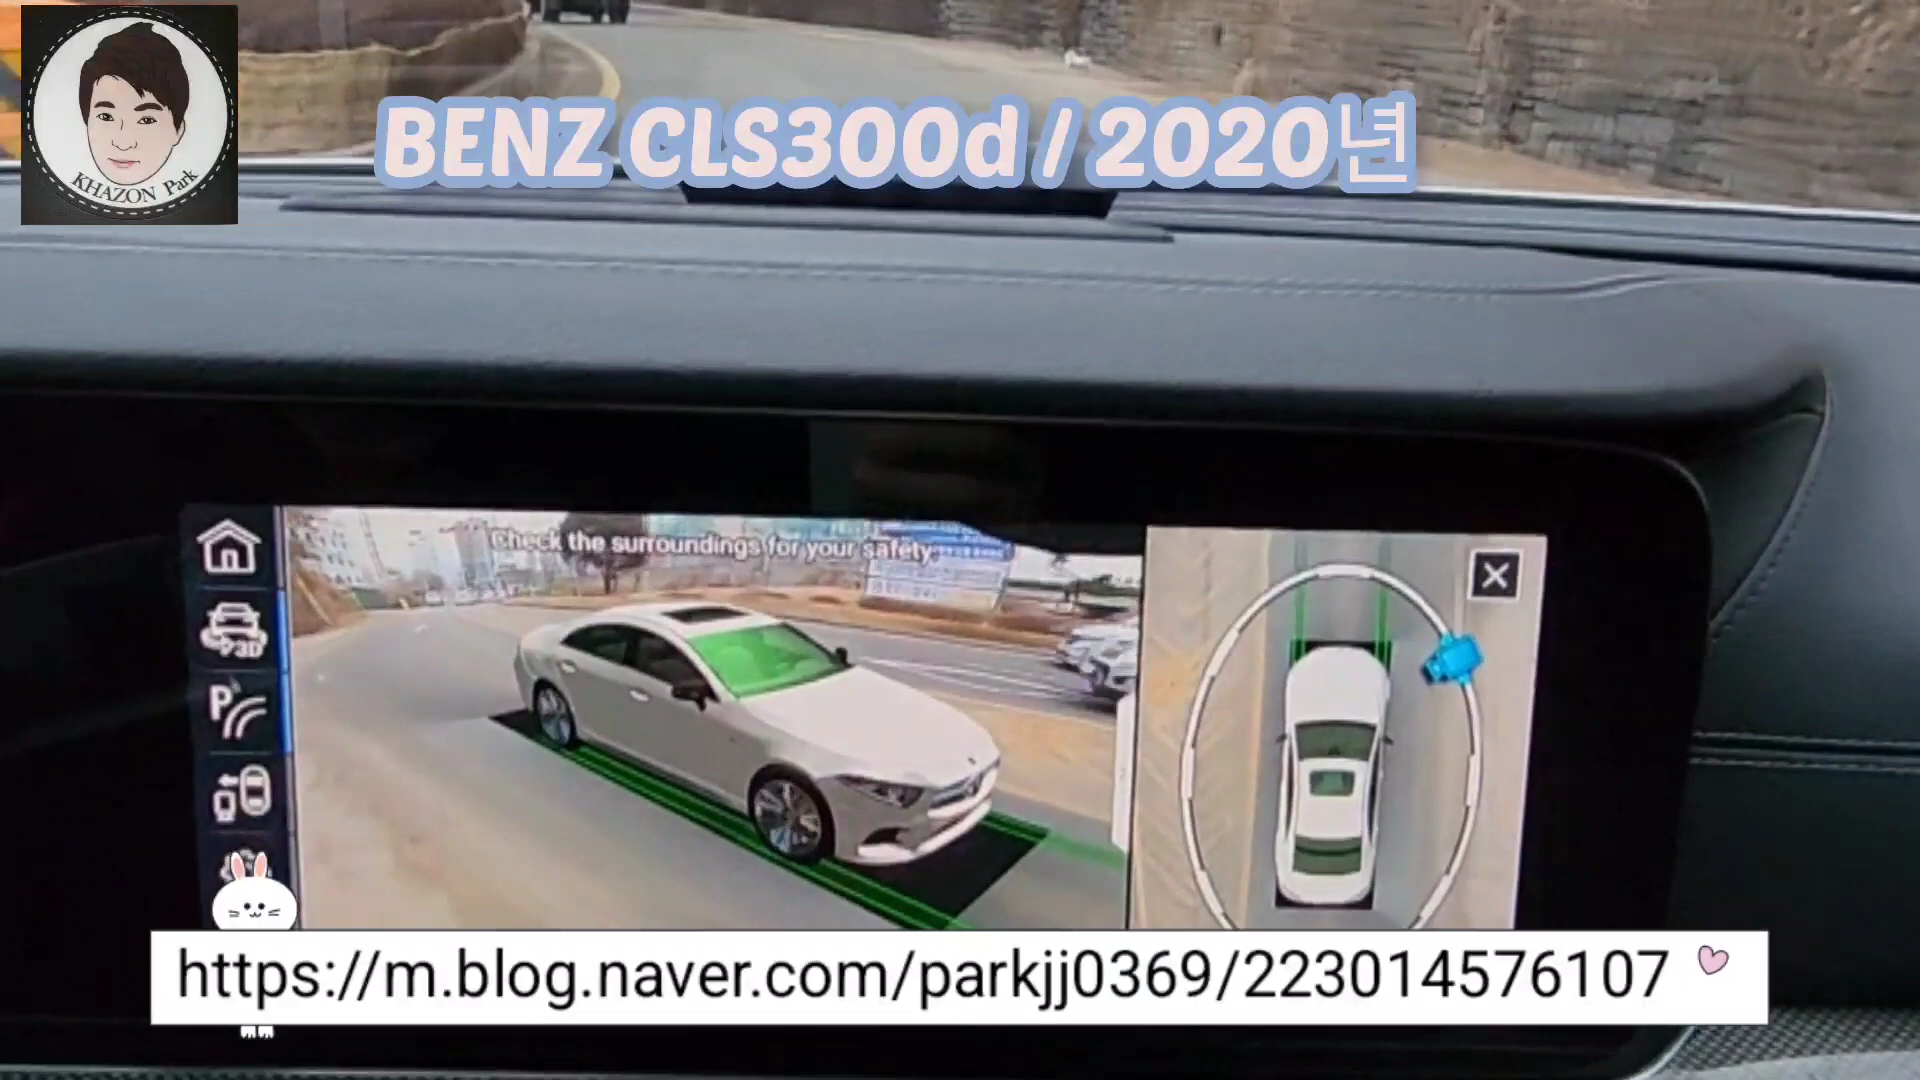 KHAZON Park
BENZ CLS300d / 2020년
Check the surroundings for your safety.
3D
P
https://m.blog.naver.com/parkjj0369/223014576107